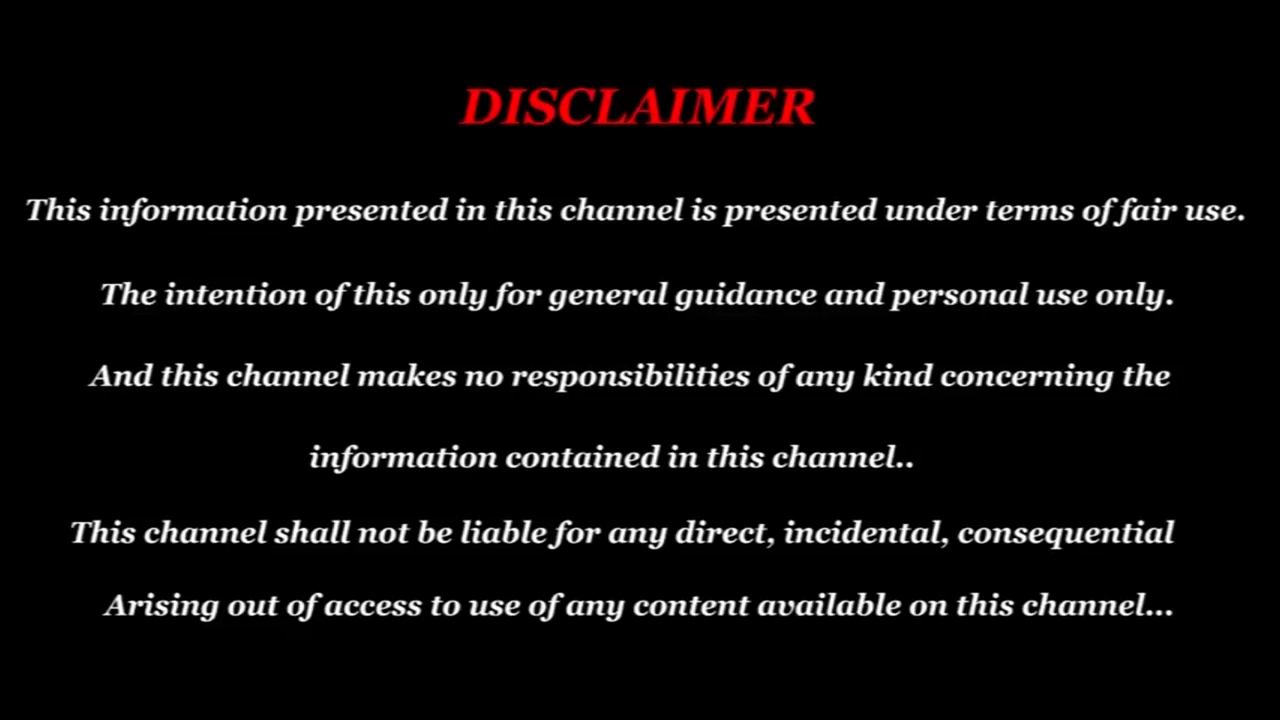 DISCLAIMER
This information presented in this channel is presented under terms of fair use.
The intention of this only for general guidance and personal use only.
And this channel makes no responsibilities of any kind concerning the
information contained in this channel..
This channel shall not be liable for any direct, incidental, consequential
Arising out of access to use of any content available on this channel...